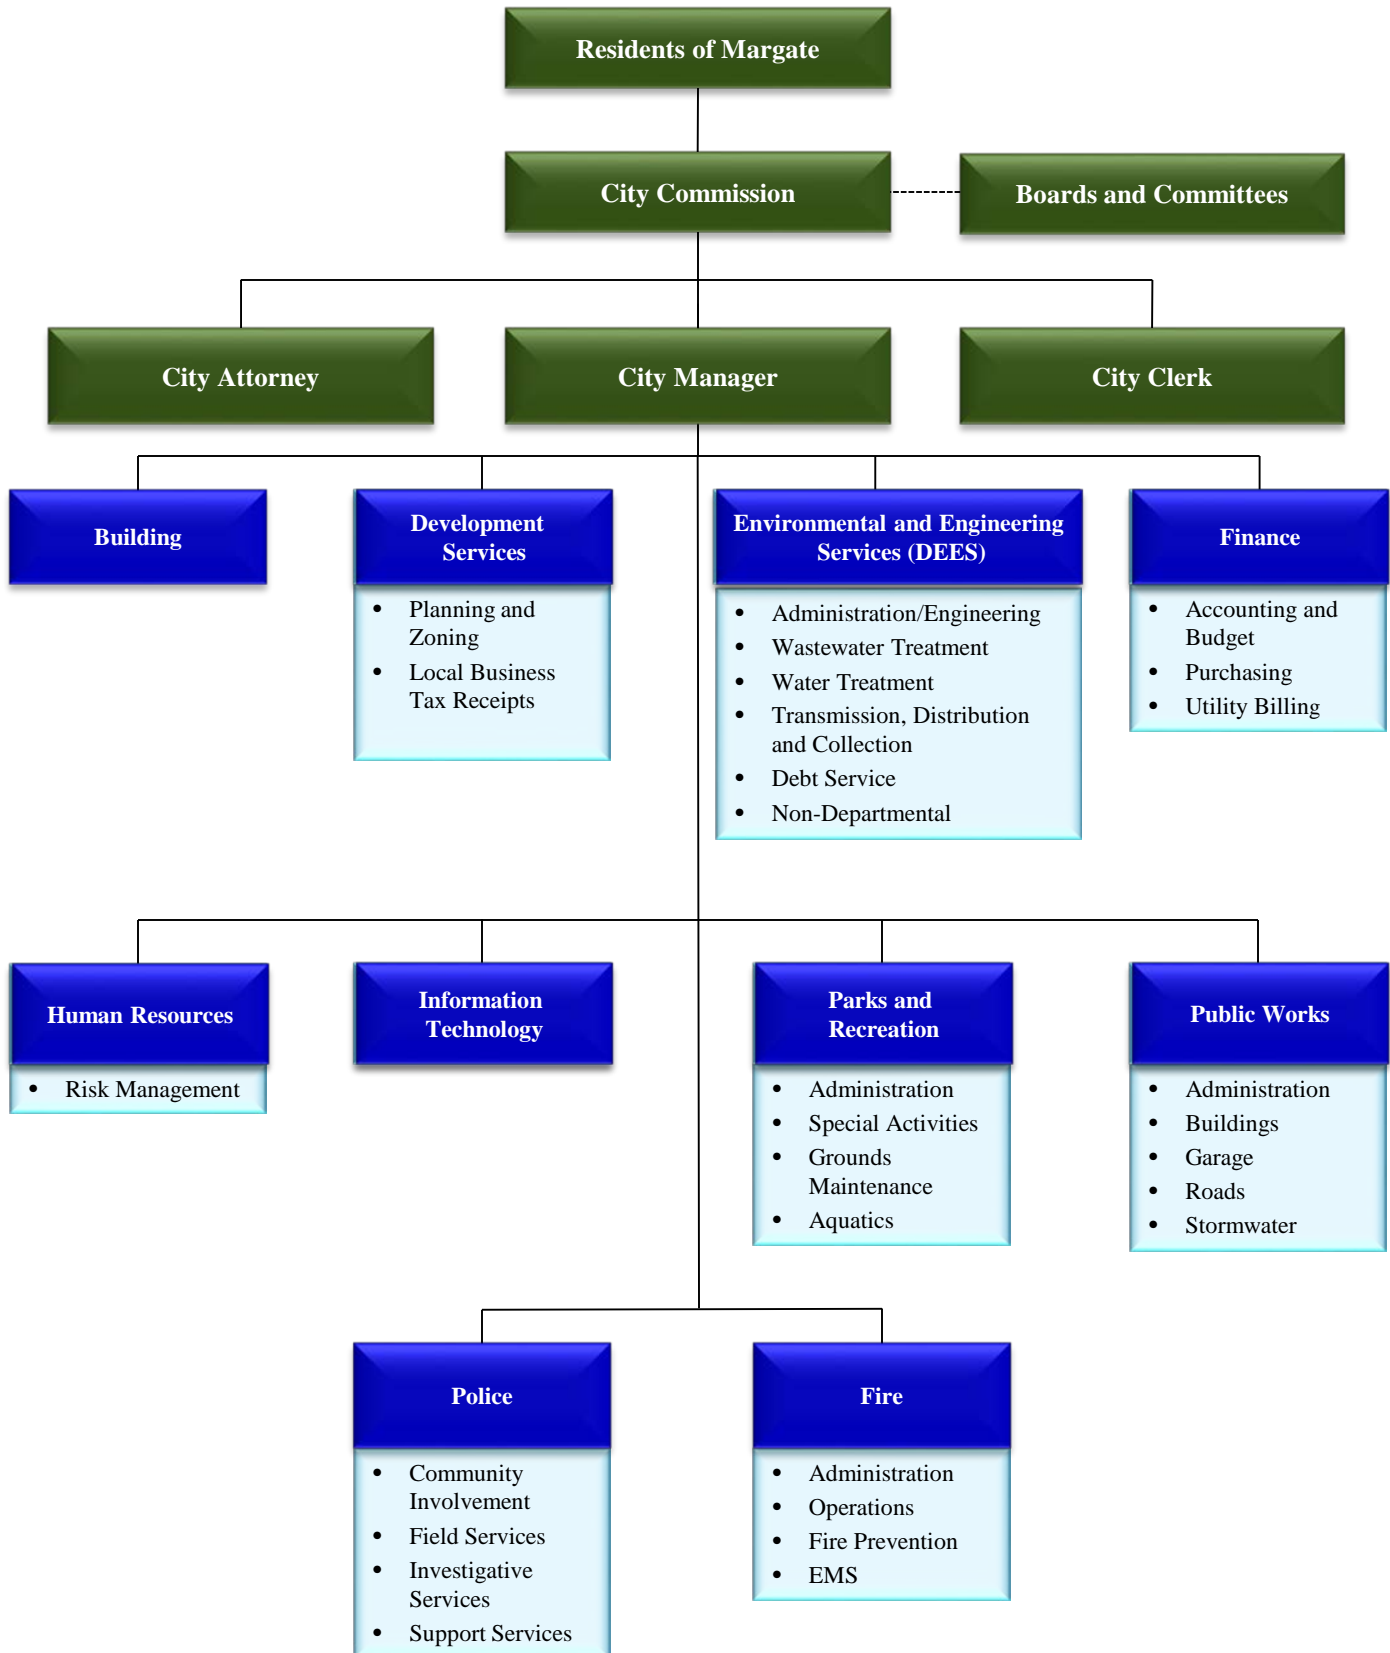 Residents of Margate
City Commission
Boards and Committees
City Attorney
City Manager
City Clerk
Building
Development
Services
Environmental and Engineering
Services (DEES)
Finance
• Planning and
Zoning
• Local Business
Tax Receipts
• Administration/Engineering
• Wastewater Treatment
• Water Treatment
• Transmission, Distribution
and Collection
• Debt Service
• Non-Departmental
• Accounting and
Budget
• Purchasing
• Utility Billing
Human Resources
Information
Technology
Parks and
Recreation
Public Works
• Risk Management
• Administration
• Special Activities
• Grounds
Maintenance
• Aquatics
• Administration
• Buildings
• Garage
• Roads
• Stormwater
Police
Fire
• Community
Involvement
• Field Services
• Investigative
Services
• Support Services
• Administration
• Operations
• Fire Prevention
• EMS